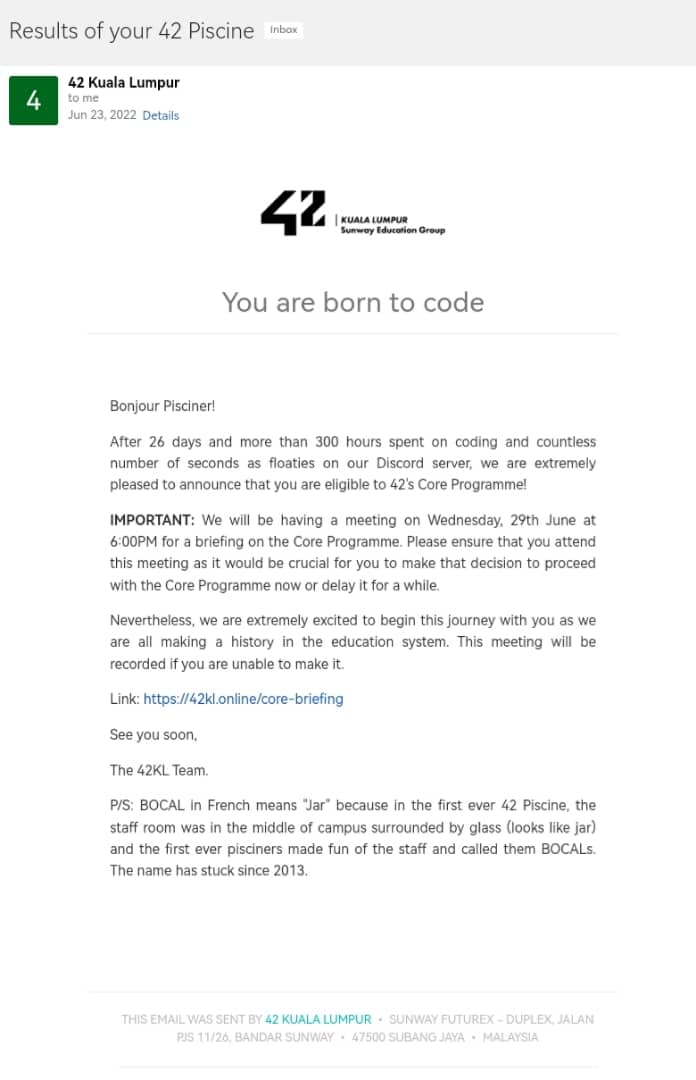 Results of your 42 Piscine Inbox
4
42 Kuala Lumpur
to me
Jun 23, 2022 Details
42 | KUALA LUMPUR
Sunway Education Group
You are born to code
Bonjour Pisciner!
After 26 days and more than 300 hours spent on coding and countless
number of seconds as floaties on our Discord server, we are extremely
pleased to announce that you are eligible to 42's Core Programme!
IMPORTANT: We will be having a meeting on Wednesday, 29th June at
6:00PM for a briefing on the Core Programme. Please ensure that you attend
this meeting as it would be crucial for you to make that decision to proceed
with the Core Programme now or delay it for a while.
Nevertheless, we are extremely excited to begin this journey with you as we
are all making a history in the education system. This meeting will be
recorded if you are unable to make it.
Link: https://42kl.online/core-briefing
See you soon,
The 42KL Team.
P/S: BOCAL in French means "Jar" because in the first ever 42 Piscine, the
staff room was in the middle of campus surrounded by glass (looks like jar)
and the first ever pisciners made fun of the staff and called them BOCALs.
The name has stuck since 2013.
THIS EMAIL WAS SENT BY 42 KUALA LUMPUR • SUNWAY FUTUREX – DUPLEX, JALAN
PJS 11/26, BANDAR SUNWAY • 47500 SUBANG JAYA • MALAYSIA